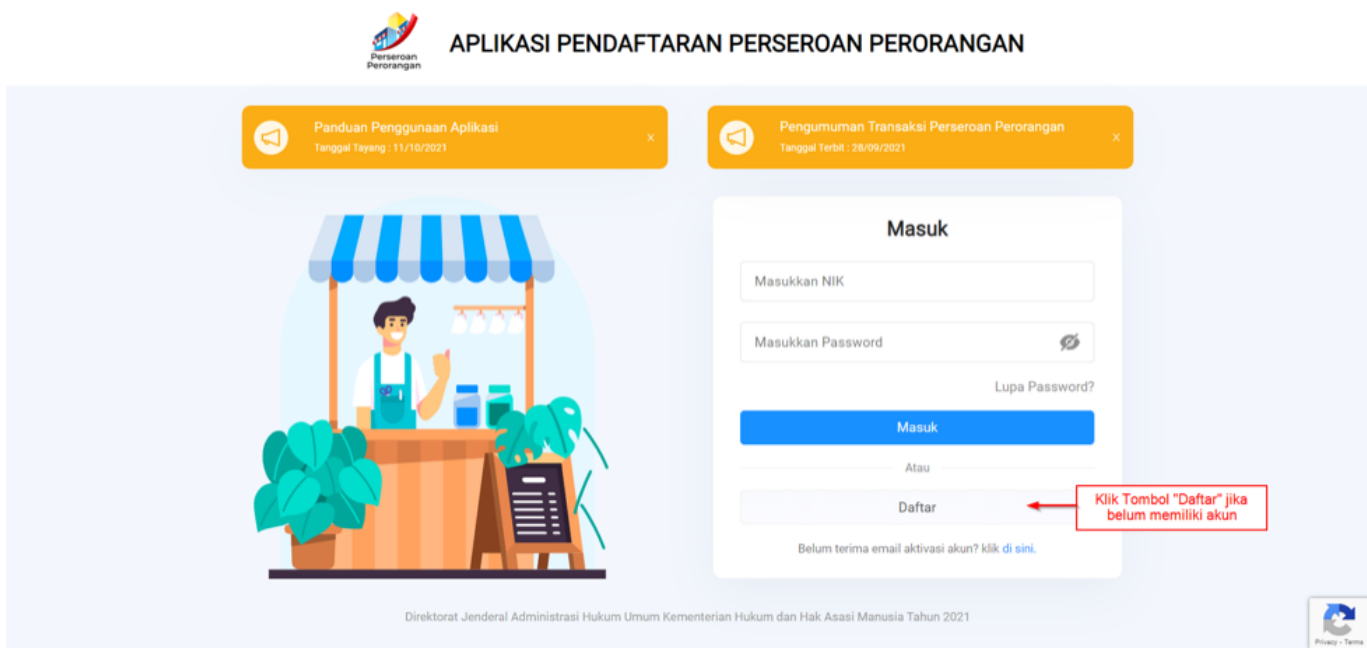 Perseroan
Perorangan
APLIKASI PENDAFTARAN PERSEROAN PERORANGAN
Panduan Penggunaan Aplikasi
Tanggal Tayang : 11/10/2021
x
Pengumuman Transaksi Perseroan Perorangan
Tanggal Terbit : 28/09/2021
x
Masuk
Masukkan NIK
Masukkan Password
Lupa Password?
Masuk
Atau
Daftar
Klik Tombol "Daftar" jika
belum memiliki akun
Belum terima email aktivasi akun? klik di sini.
Direktorat Jenderal Administrasi Hukum Umum Kementerian Hukum dan Hak Asasi Manusia Tahun 2021
Privacy - Terms